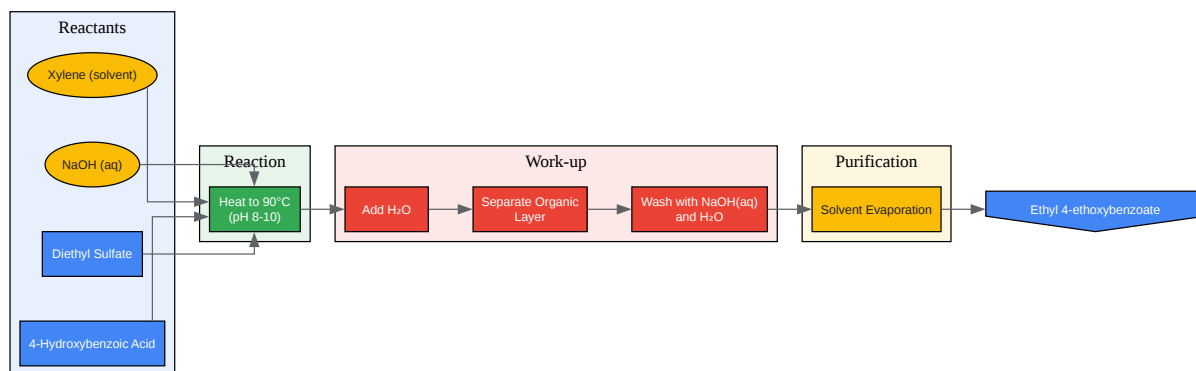 Reactants
Xylene (solvent)
NaOH (aq)
Diethyl Sulfate
4-Hydroxybenzoic Acid
Reaction
Heat to 90°C
(pH 8-10)
Work-up
Add H₂O
Separate Organic
Layer
Wash with NaOH(aq)
and H₂O
Purification
Solvent Evaporation
Ethyl 4-ethoxybenzoate